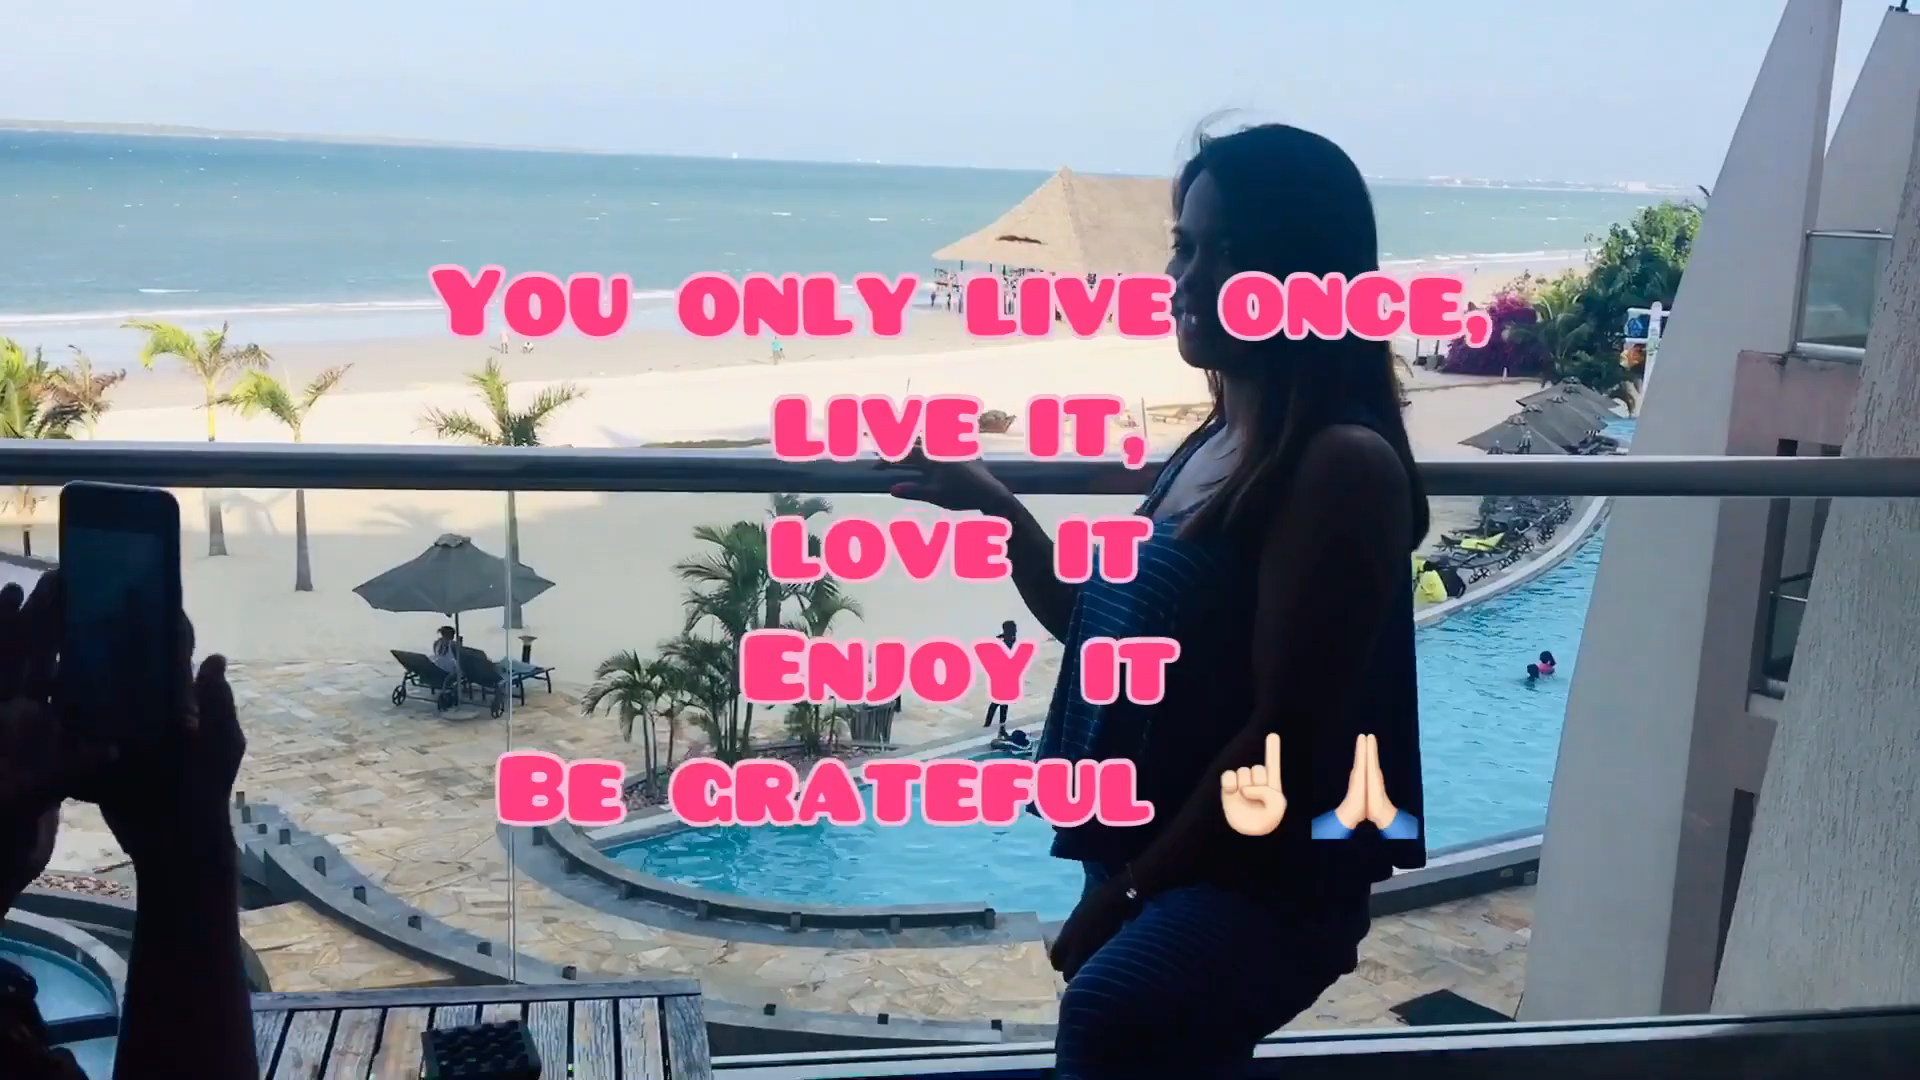 You only live once,
live it,
love it
Enjoy it
Be grateful ☝🏻🙏🏻